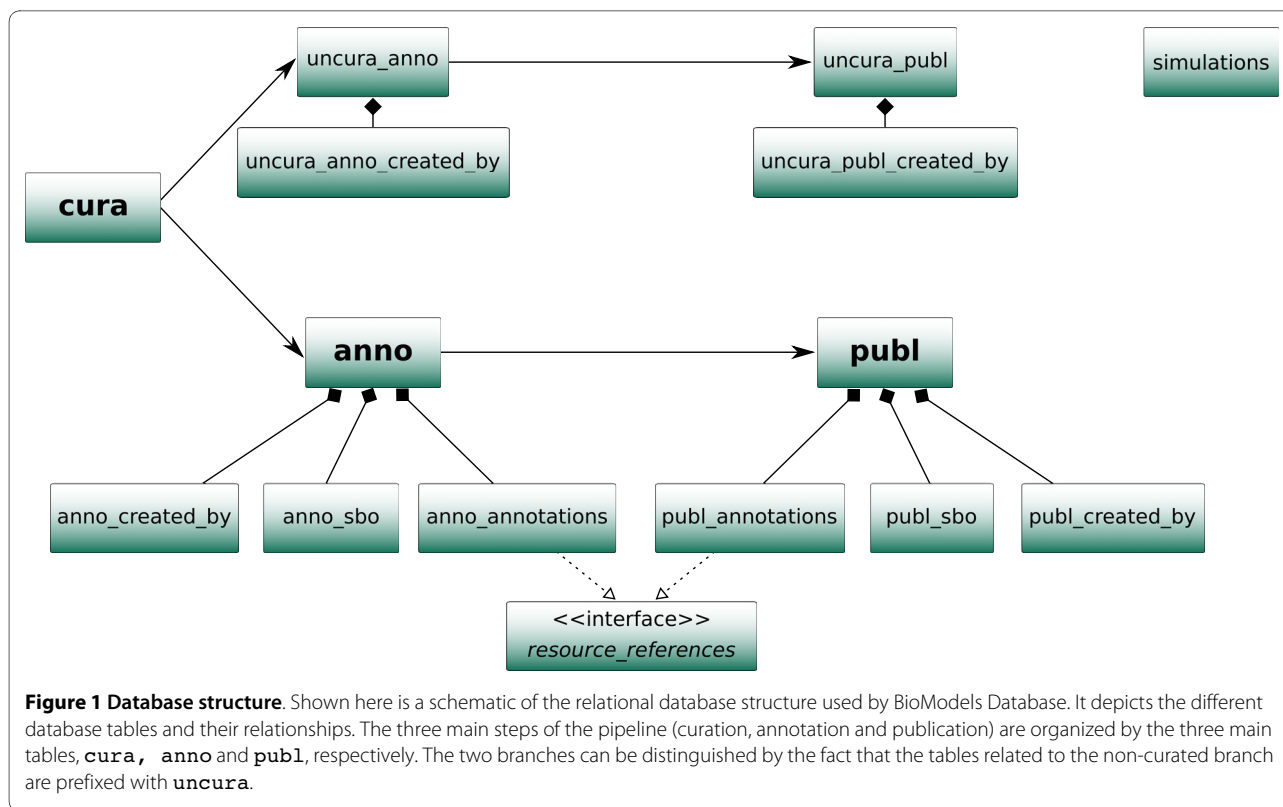 uncura_anno
uncura_publ
simulations
uncura_anno_created_by
uncura_publ_created_by
cura
anno
publ
anno_created_by
anno_sbo
anno_annotations
publ_annotations
publ_sbo
publ_created_by
<<interface>>
resource_references
Figure 1 Database structure. Shown here is a schematic of the relational database structure used by BioModels Database. It depicts the different
database tables and their relationships. The three main steps of the pipeline (curation, annotation and publication) are organized by the three main
tables, cura, anno and publ, respectively. The two branches can be distinguished by the fact that the tables related to the non-curated branch
are prefixed with uncura.